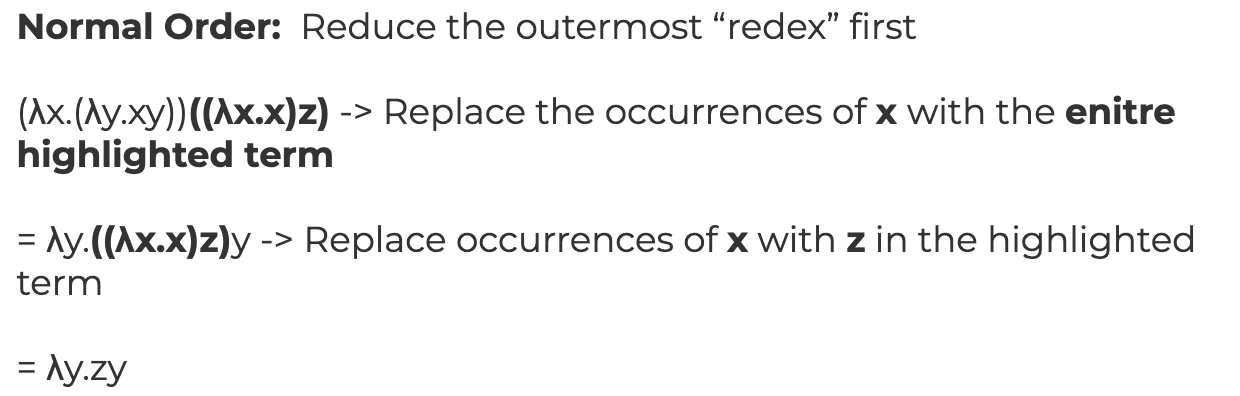 Normal Order: Reduce the outermost “redex” first
(λx.(λy.xy))((λx.x)z) -> Replace the occurrences of x with the enitre
highlighted term
= λy.((λx.x)z)y -> Replace occurrences of x with z in the highlighted
term
= λy.zy